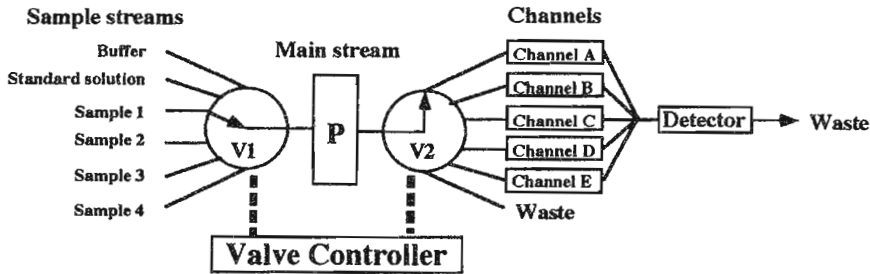 Sample streams
Buffer
Standard solution
Sample 1
Sample 2
Sample 3
Sample 4
V1
Main stream
P
V2
Channels
Channel A
Channel B
Channel C
Channel D
Channel E
Waste
Detector
Waste
Valve Controller